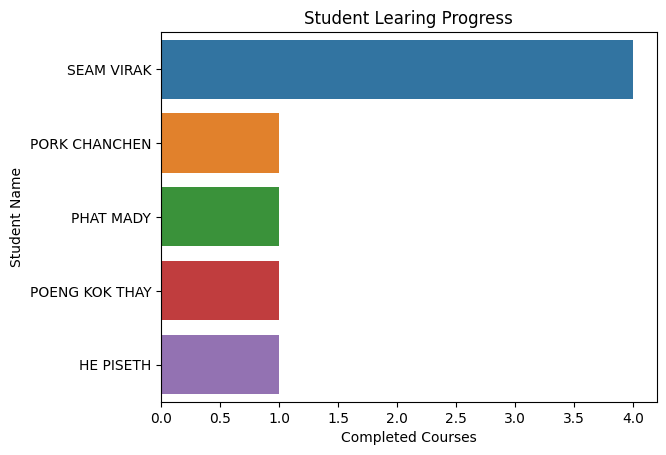 Student Learing Progress
SEAM VIRAK
PORK CHANCHEN
PHAT MADY
POENG KOK THAY
HE PISETH
Student Name
0.0 0.5 1.0 1.5 2.0 2.5 3.0 3.5 4.0
Completed Courses